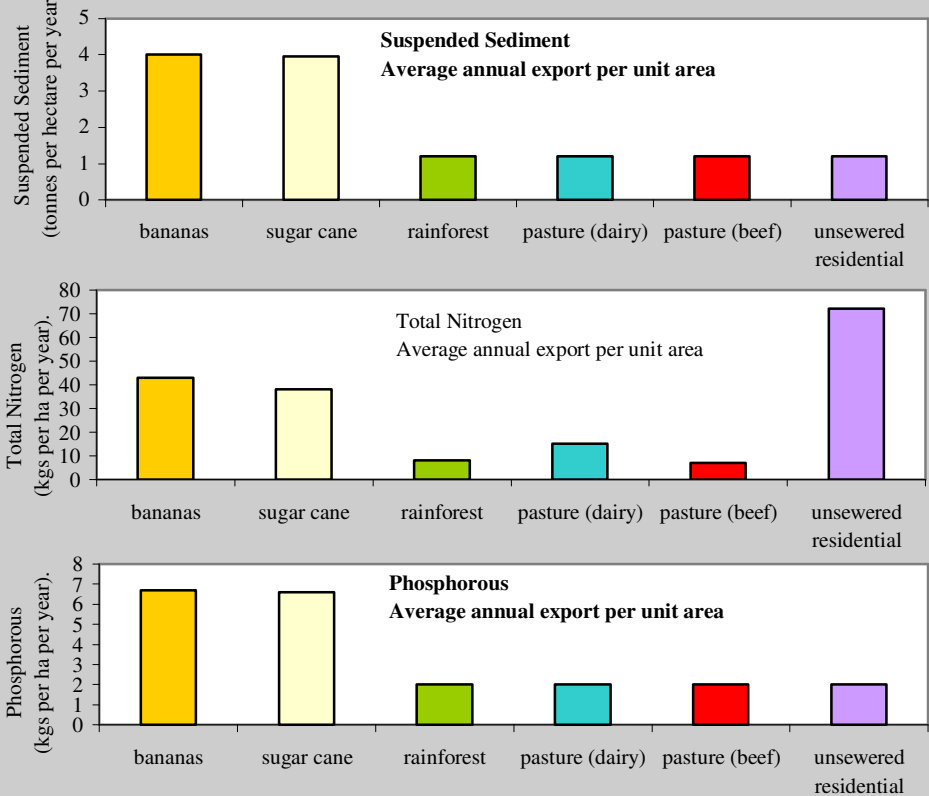 Suspended Sediment
(tonnes per hectare per year
5
4
3
2
1
0
Suspended Sediment
Average annual export per unit area
bananas
sugar cane
rainforest
pasture (dairy)
pasture (beef)
unsewered
residential
Total Nitrogen
(kgs per ha per year).
80
70
60
50
40
30
20
10
0
Total Nitrogen
Average annual export per unit area
bananas
sugar cane
rainforest
pasture (dairy)
pasture (beef)
unsewered
residential
Phosphorous
(kgs per ha per year).
8
7
6
5
4
3
2
1
0
Phosphorous
Average annual export per unit area
bananas
sugar cane
rainforest
pasture (dairy)
pasture (beef)
unsewered
residential